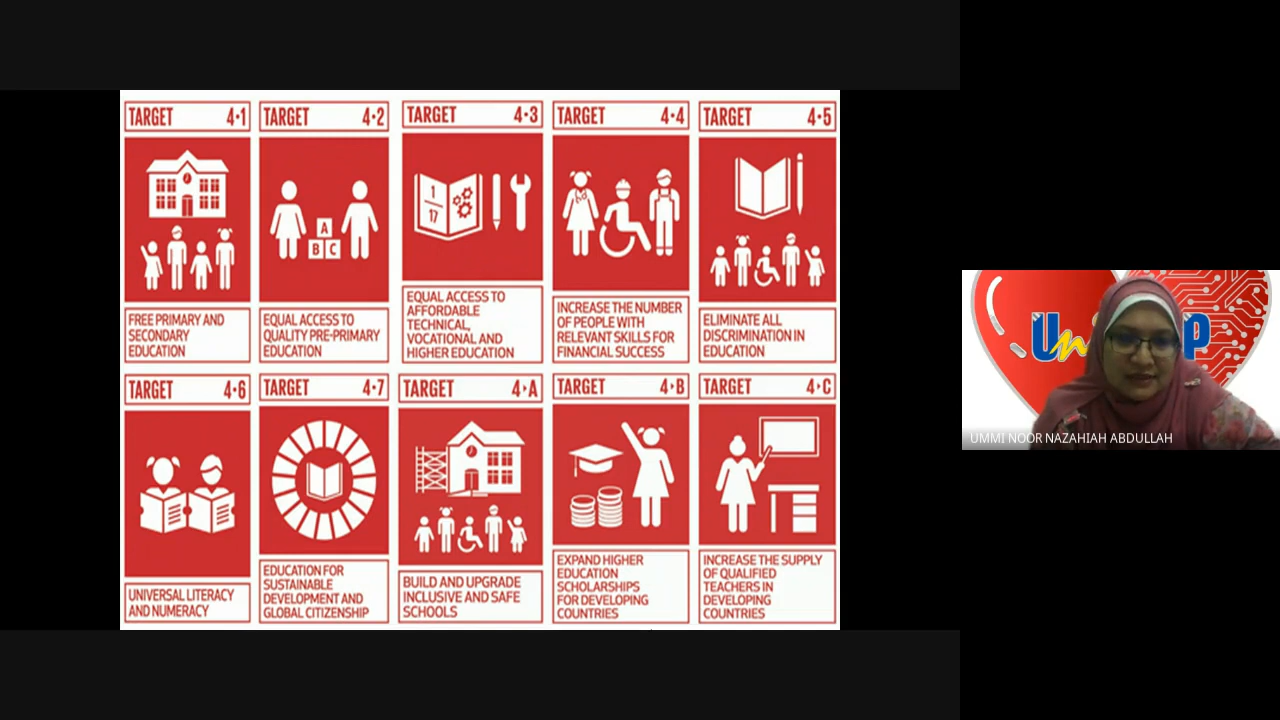 TARGET 4.1
FREE PRIMARY AND
SECONDARY
EDUCATION
TARGET 4.2
A
B C
EQUAL ACCESS TO
QUALITY PRE-PRIMARY
EDUCATION
TARGET 4.3
1
17
EQUAL ACCESS TO
AFFORDABLE
TECHNICAL,
VOCATIONAL AND
HIGHER EDUCATION
TARGET 4.4
INCREASE THE NUMBER
OF PEOPLE WITH
RELEVANT SKILLS FOR
FINANCIAL SUCCESS
TARGET 4.5
ELIMINATE ALL
DISCRIMINATION IN
EDUCATION
TARGET 4.6
UNIVERSAL LITERACY
AND NUMERACY
TARGET 4.7
EDUCATION FOR
SUSTAINABLE
DEVELOPMENT AND
GLOBAL CITIZENSHIP
TARGET 4.A
BUILD AND UPGRADE
INCLUSIVE AND SAFE
SCHOOLS
TARGET 4.B
EXPAND HIGHER
EDUCATION
SCHOLARSHIPS
FOR DEVELOPING
COUNTRIES
TARGET 4.C
INCREASE THE SUPPLY
OF QUALIFIED
TEACHERS IN
DEVELOPING
COUNTRIES
UMMI NOOR NAZAHIAH ABDULLAH